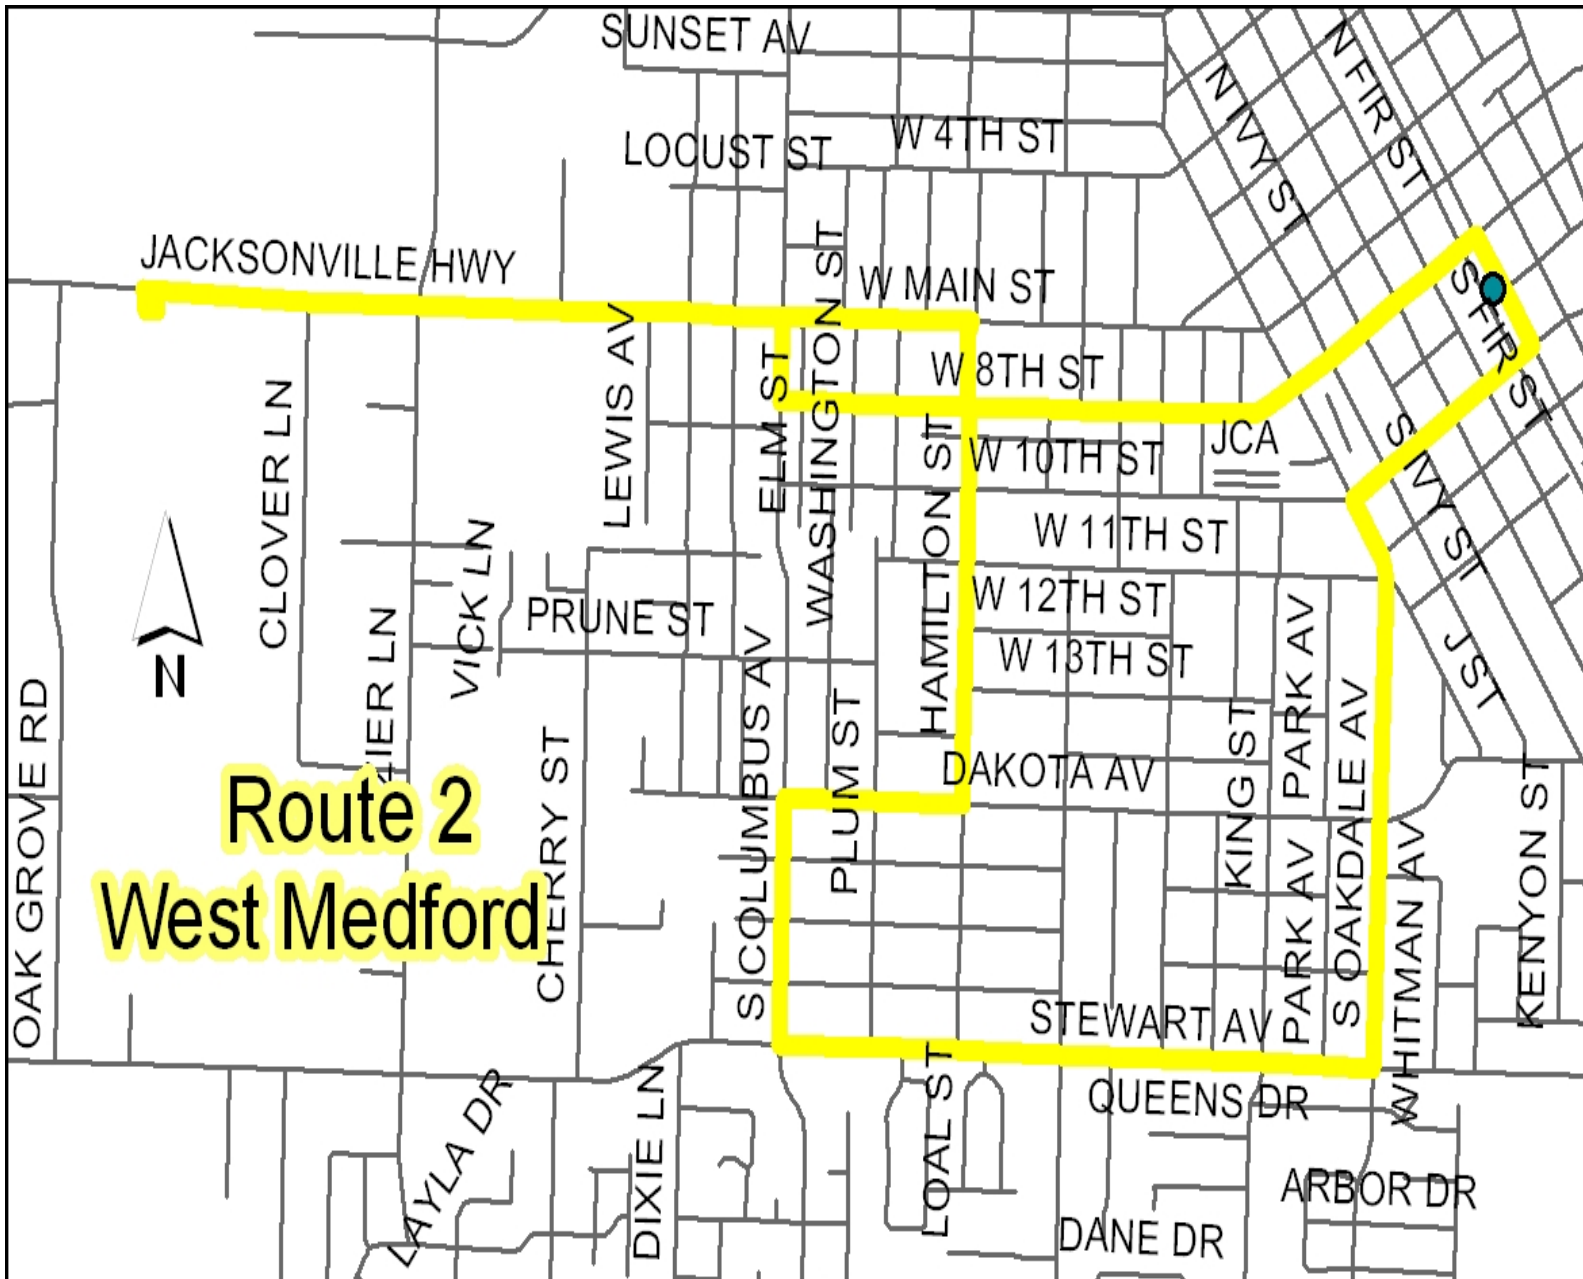 SUNSET AV
N FIR ST
N IVY ST
W 4TH ST
LOCUST ST
JACKSONVILLE HWY
W MAIN ST
WASHINGTON ST
S FIR ST
LEWIS AV
ELM ST
W 8TH ST
CLOVER LN
JCA
HAMILTON ST
W 10TH ST
S IVY ST
W 11TH ST
VICK LN
PRUNE ST
W 12TH ST
W 13TH ST
PARK AV
J ST
N
OAK GROVE RD
S COLUMBUS AV
PLUM ST
DAKOTA AV
KING ST
S OAKDALE AV
CHERRY ST
Route 2
West Medford
PARK AV
WHITMAN AV
KENYON ST
STEWART AV
LAYLA DR
DIXIE LN
LOAL ST
QUEENS DR
ARBOR DR
DANE DR